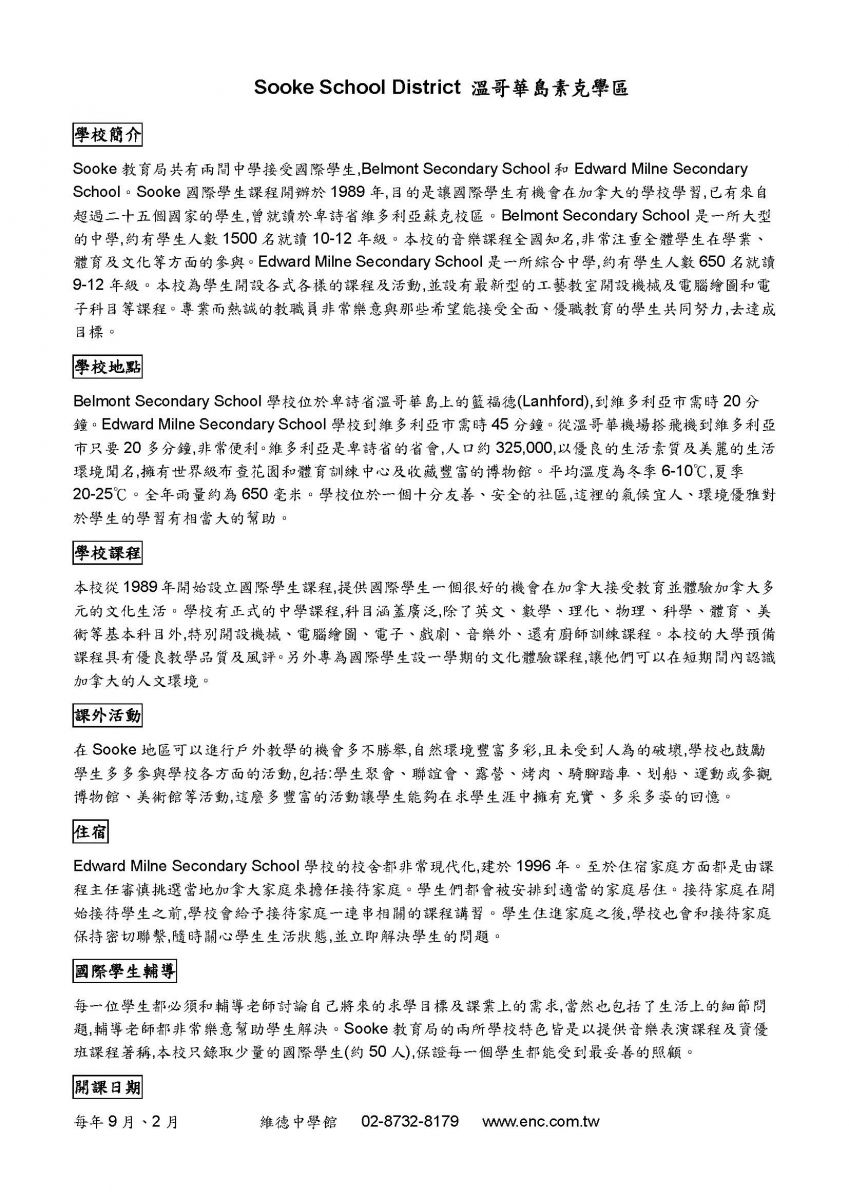 Sooke School District 溫哥華島素克學區
學校簡介
Sooke 教育局共有兩間中學接受國際學生,Belmont Secondary School 和 Edward Milne Secondary
School。Sooke 國際學生課程開辦於 1989 年,目的是讓國際學生有機會在加拿大的學校學習,已有來自
超過二十五個國家的學生,曾就讀於卑詩省維多利亞蘇克校區。Belmont Secondary School 是一所大型
的中學,約有學生人數 1500 名就讀 10-12 年級。本校的音樂課程全國知名,非常注重全體學生在學業、
體育及文化等方面的參與。Edward Milne Secondary School 是一所綜合中學,約有學生人數 650 名就讀
9-12 年級。本校為學生開設各式各樣的課程及活動,並設有最新型的工藝教室開設機械及電腦繪圖和電
子科目等課程。專業而熱誠的教職員非常樂意與那些希望能接受全面、優職教育的學生共同努力,去達成
目標。
學校地點
Belmont Secondary School 學校位於卑詩省溫哥華島上的籃福德(Lanhford),到維多利亞市需時 20 分
鐘。Edward Milne Secondary School 學校到維多利亞市需時 45 分鐘。從溫哥華機場搭飛機到維多利亞
市只要 20 多分鐘,非常便利。維多利亞是卑詩省的省會,人口約 325,000,以優良的生活素質及美麗的生活
環境聞名,擁有世界級布查花園和體育訓練中心及收藏豐富的博物館。平均溫度為冬季 6-10℃,夏季
20-25℃。全年雨量約為 650 毫米。學校位於一個十分友善、安全的社區,這裡的氣候宜人、環境優雅對
於學生的學習有相當大的幫助。
學校課程
本校從 1989 年開始設立國際學生課程,提供國際學生一個很好的機會在加拿大接受教育並體驗加拿大多
元的文化生活。學校有正式的中學課程,科目涵蓋廣泛,除了英文、數學、理化、物理、科學、體育、美
術等基本科目外,特別開設機械、電腦繪圖、電子、戲劇、音樂外、還有廚師訓練課程。本校的大學預備
課程具有優良教學品質及風評。另外專為國際學生設一學期的文化體驗課程,讓他們可以在短期間內認識
加拿大的人文環境。
課外活動
在 Sooke 地區可以進行戶外教學的機會多不勝舉,自然環境豐富多彩,且未受到人為的破壞,學校也鼓勵
學生多多參與學校各方面的活動,包括:學生聚會、聯誼會、露營、烤肉、騎腳踏車、划船、運動或參觀
博物館、美術館等活動,這麼多豐富的活動讓學生能夠在求學生涯中擁有充實、多采多姿的回憶。
住宿
Edward Milne Secondary School 學校的校舍都非常現代化,建於 1996 年。至於住宿家庭方面都是由課
程主任審慎挑選當地加拿大家庭來擔任接待家庭。學生們都會被安排到適當的家庭居住。接待家庭在開
始接待學生之前,學校會給予接待家庭一連串相關的課程講習。學生住進家庭之後,學校也會和接待家庭
保持密切聯繫,隨時關心學生生活狀態,並立即解決學生的問題。
國際學生輔導
每一位學生都必須和輔導老師討論自己將來的求學目標及課業上的需求,當然也包括了生活上的細節問
題,輔導老師都非常樂意幫助學生解決。Sooke 教育局的兩所學校特色皆是以提供音樂表演課程及資優
班課程著稱,本校只錄取少量的國際學生(約 50 人),保證每一個學生都能受到最妥善的照顧。
開課日期
每年 9 月、2 月 維德中學館 02-8732-8179 www.enc.com.tw